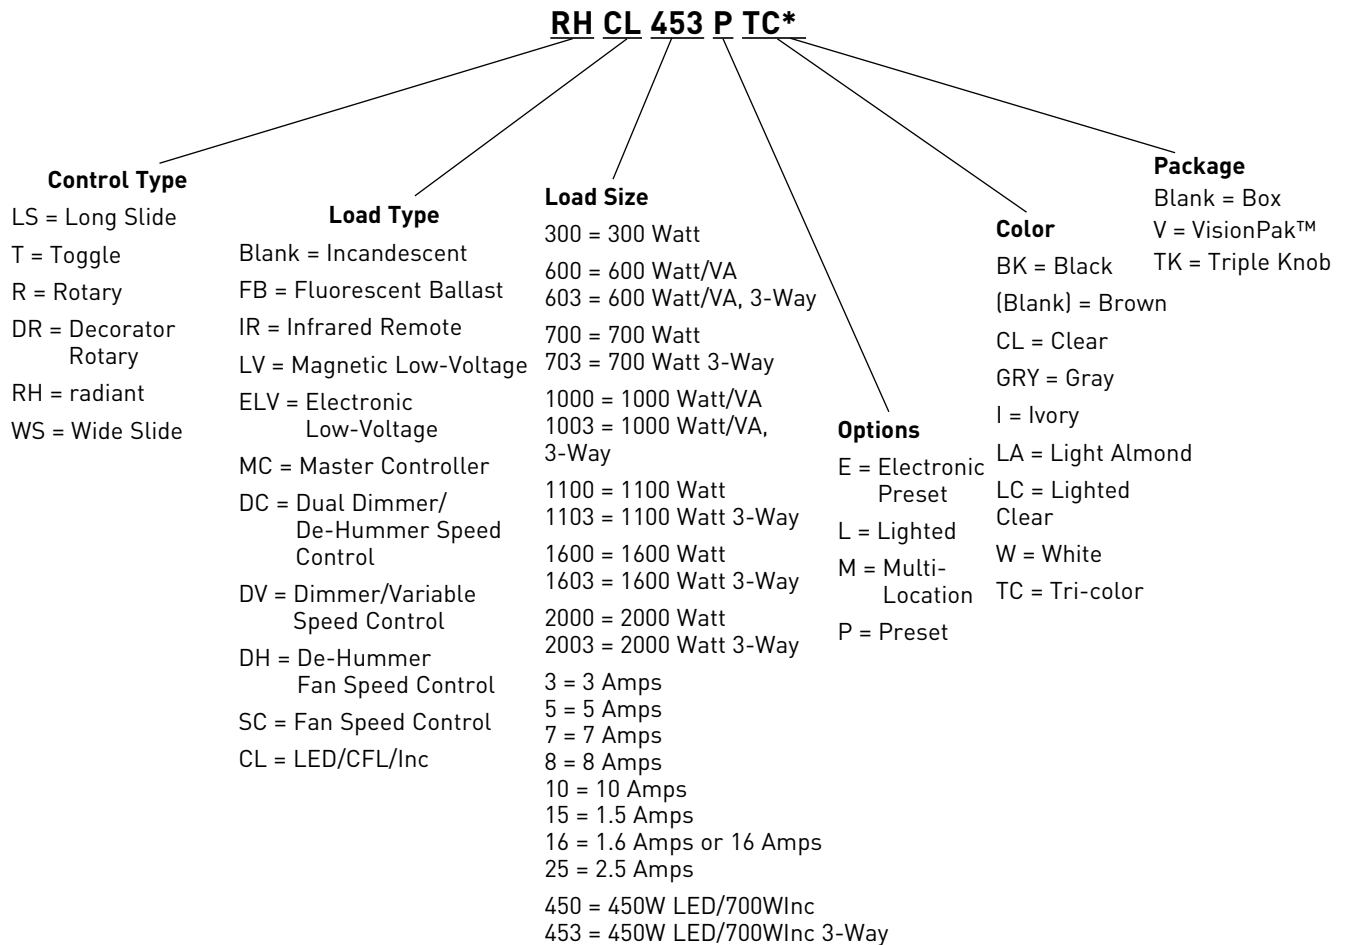 RH CL 453 P TC*
Control Type
LS = Long Slide
T = Toggle
R = Rotary
DR = Decorator
Rotary
RH = radiant
WS = Wide Slide
Load Type
Blank = Incandescent
FB = Fluorescent Ballast
IR = Infrared Remote
LV = Magnetic Low-Voltage
ELV = Electronic
Low-Voltage
MC = Master Controller
DC = Dual Dimmer/
De-Hummer Speed
Control
DV = Dimmer/Variable
Speed Control
DH = De-Hummer
Fan Speed Control
SC = Fan Speed Control
CL = LED/CFL/Inc
Load Size
300 = 300 Watt
600 = 600 Watt/VA
603 = 600 Watt/VA, 3-Way
700 = 700 Watt
703 = 700 Watt 3-Way
1000 = 1000 Watt/VA
1003 = 1000 Watt/VA,
3-Way
1100 = 1100 Watt
1103 = 1100 Watt 3-Way
1600 = 1600 Watt
1603 = 1600 Watt 3-Way
2000 = 2000 Watt
2003 = 2000 Watt 3-Way
3 = 3 Amps
5 = 5 Amps
7 = 7 Amps
8 = 8 Amps
10 = 10 Amps
15 = 1.5 Amps
16 = 1.6 Amps or 16 Amps
25 = 2.5 Amps
450 = 450W LED/700WInc
453 = 450W LED/700WInc 3-Way
Options
E = Electronic
Preset
L = Lighted
M = Multi-
Location
P = Preset
Color
BK = Black
(Blank) = Brown
CL = Clear
GRY = Gray
I = Ivory
LA = Light Almond
LC = Lighted
Clear
W = White
TC = Tri-color
Package
Blank = Box
V = VisionPak™
TK = Triple Knob